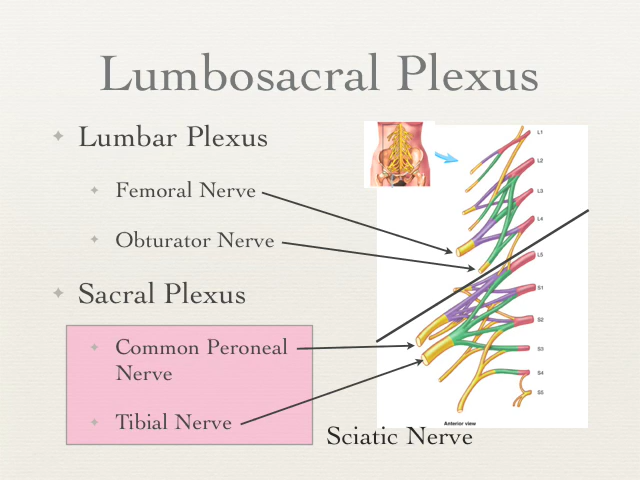 Lumbosacral Plexus
Lumbar Plexus
Femoral Nerve
Obturator Nerve
Sacral Plexus
Common Peroneal
Nerve
Tibial Nerve
Sciatic Nerve
L1
L2
L3
L4
L5
S1
S2
S3
S4
S5
Anterior view